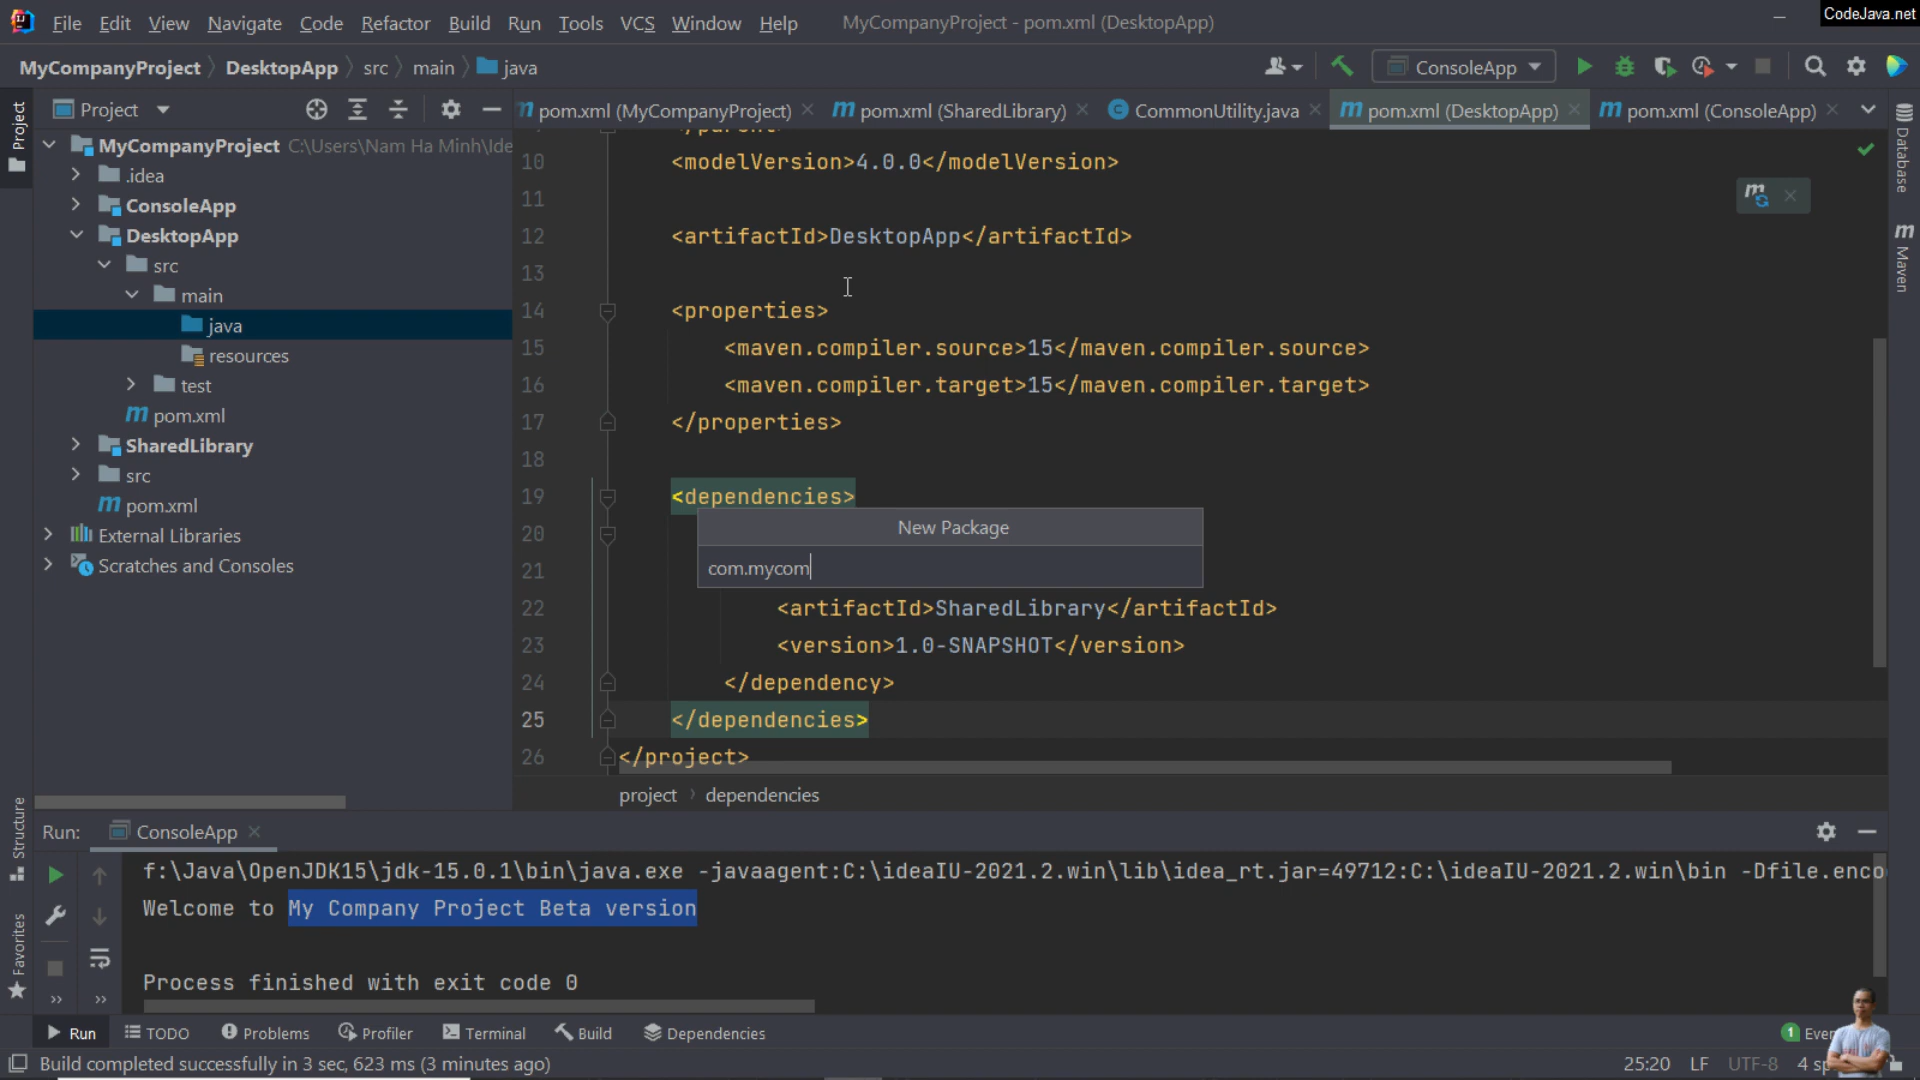 File Edit View Navigate Code Refactor Build Run Tools VCS Window Help MyCompanyProject - pom.xml (DesktopApp)
CodeJava.net
MyCompanyProject DesktopApp src main java
ConsoleApp
Project
Project
pom.xml (MyCompanyProject)
pom.xml (SharedLibrary)
CommonUtility.java
pom.xml (DesktopApp)
pom.xml (ConsoleApp)
Database
Maven
MyCompanyProject C:\Users\Nam Ha Minh\Ide
.idea
ConsoleApp
DesktopApp
src
main
java
resources
test
pom.xml
SharedLibrary
src
pom.xml
External Libraries
Scratches and Consoles
10 <modelVersion>4.0.0</modelVersion>
11
12 <artifactId>DesktopApp</artifactId>
13
14 <properties>
15 <maven.compiler.source>15</maven.compiler.source>
16 <maven.compiler.target>15</maven.compiler.target>
17 </properties>
18
19 <dependencies>
20
21
New Package
com.mycom
22 <artifactId>SharedLibrary</artifactId>
23 <version>1.0-SNAPSHOT</version>
24 </dependency>
25 </dependencies>
26 </project>
project dependencies
Structure
Favorites
Run: ConsoleApp
f:\Java\OpenJDK15\jdk-15.0.1\bin\java.exe -javaagent:C:\ideaIU-2021.2.win\lib\idea_rt.jar=49712:C:\ideaIU-2021.2.win\bin -Dfile.enco
Welcome to My Company Project Beta version
Process finished with exit code 0
Run TODO Problems Profiler Terminal Build Dependencies
1 Eve
Build completed successfully in 3 sec, 623 ms (3 minutes ago)
25:20 LF UTF-8 4 sp